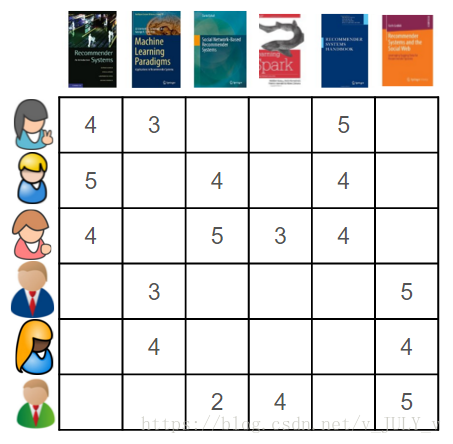 Recommender
Systems
Machine
Learning
Paradigms
Social Network-Based
Recommender
Systems
Spark
RECOMMENDER
SYSTEMS
HANDBOOK
Recommender
Systems and the
Social Web
4 3 5
5 4 4
4 5 3 4
3 5
4 4
2 4 5
https://blog.csdn.net/v_JULY_v